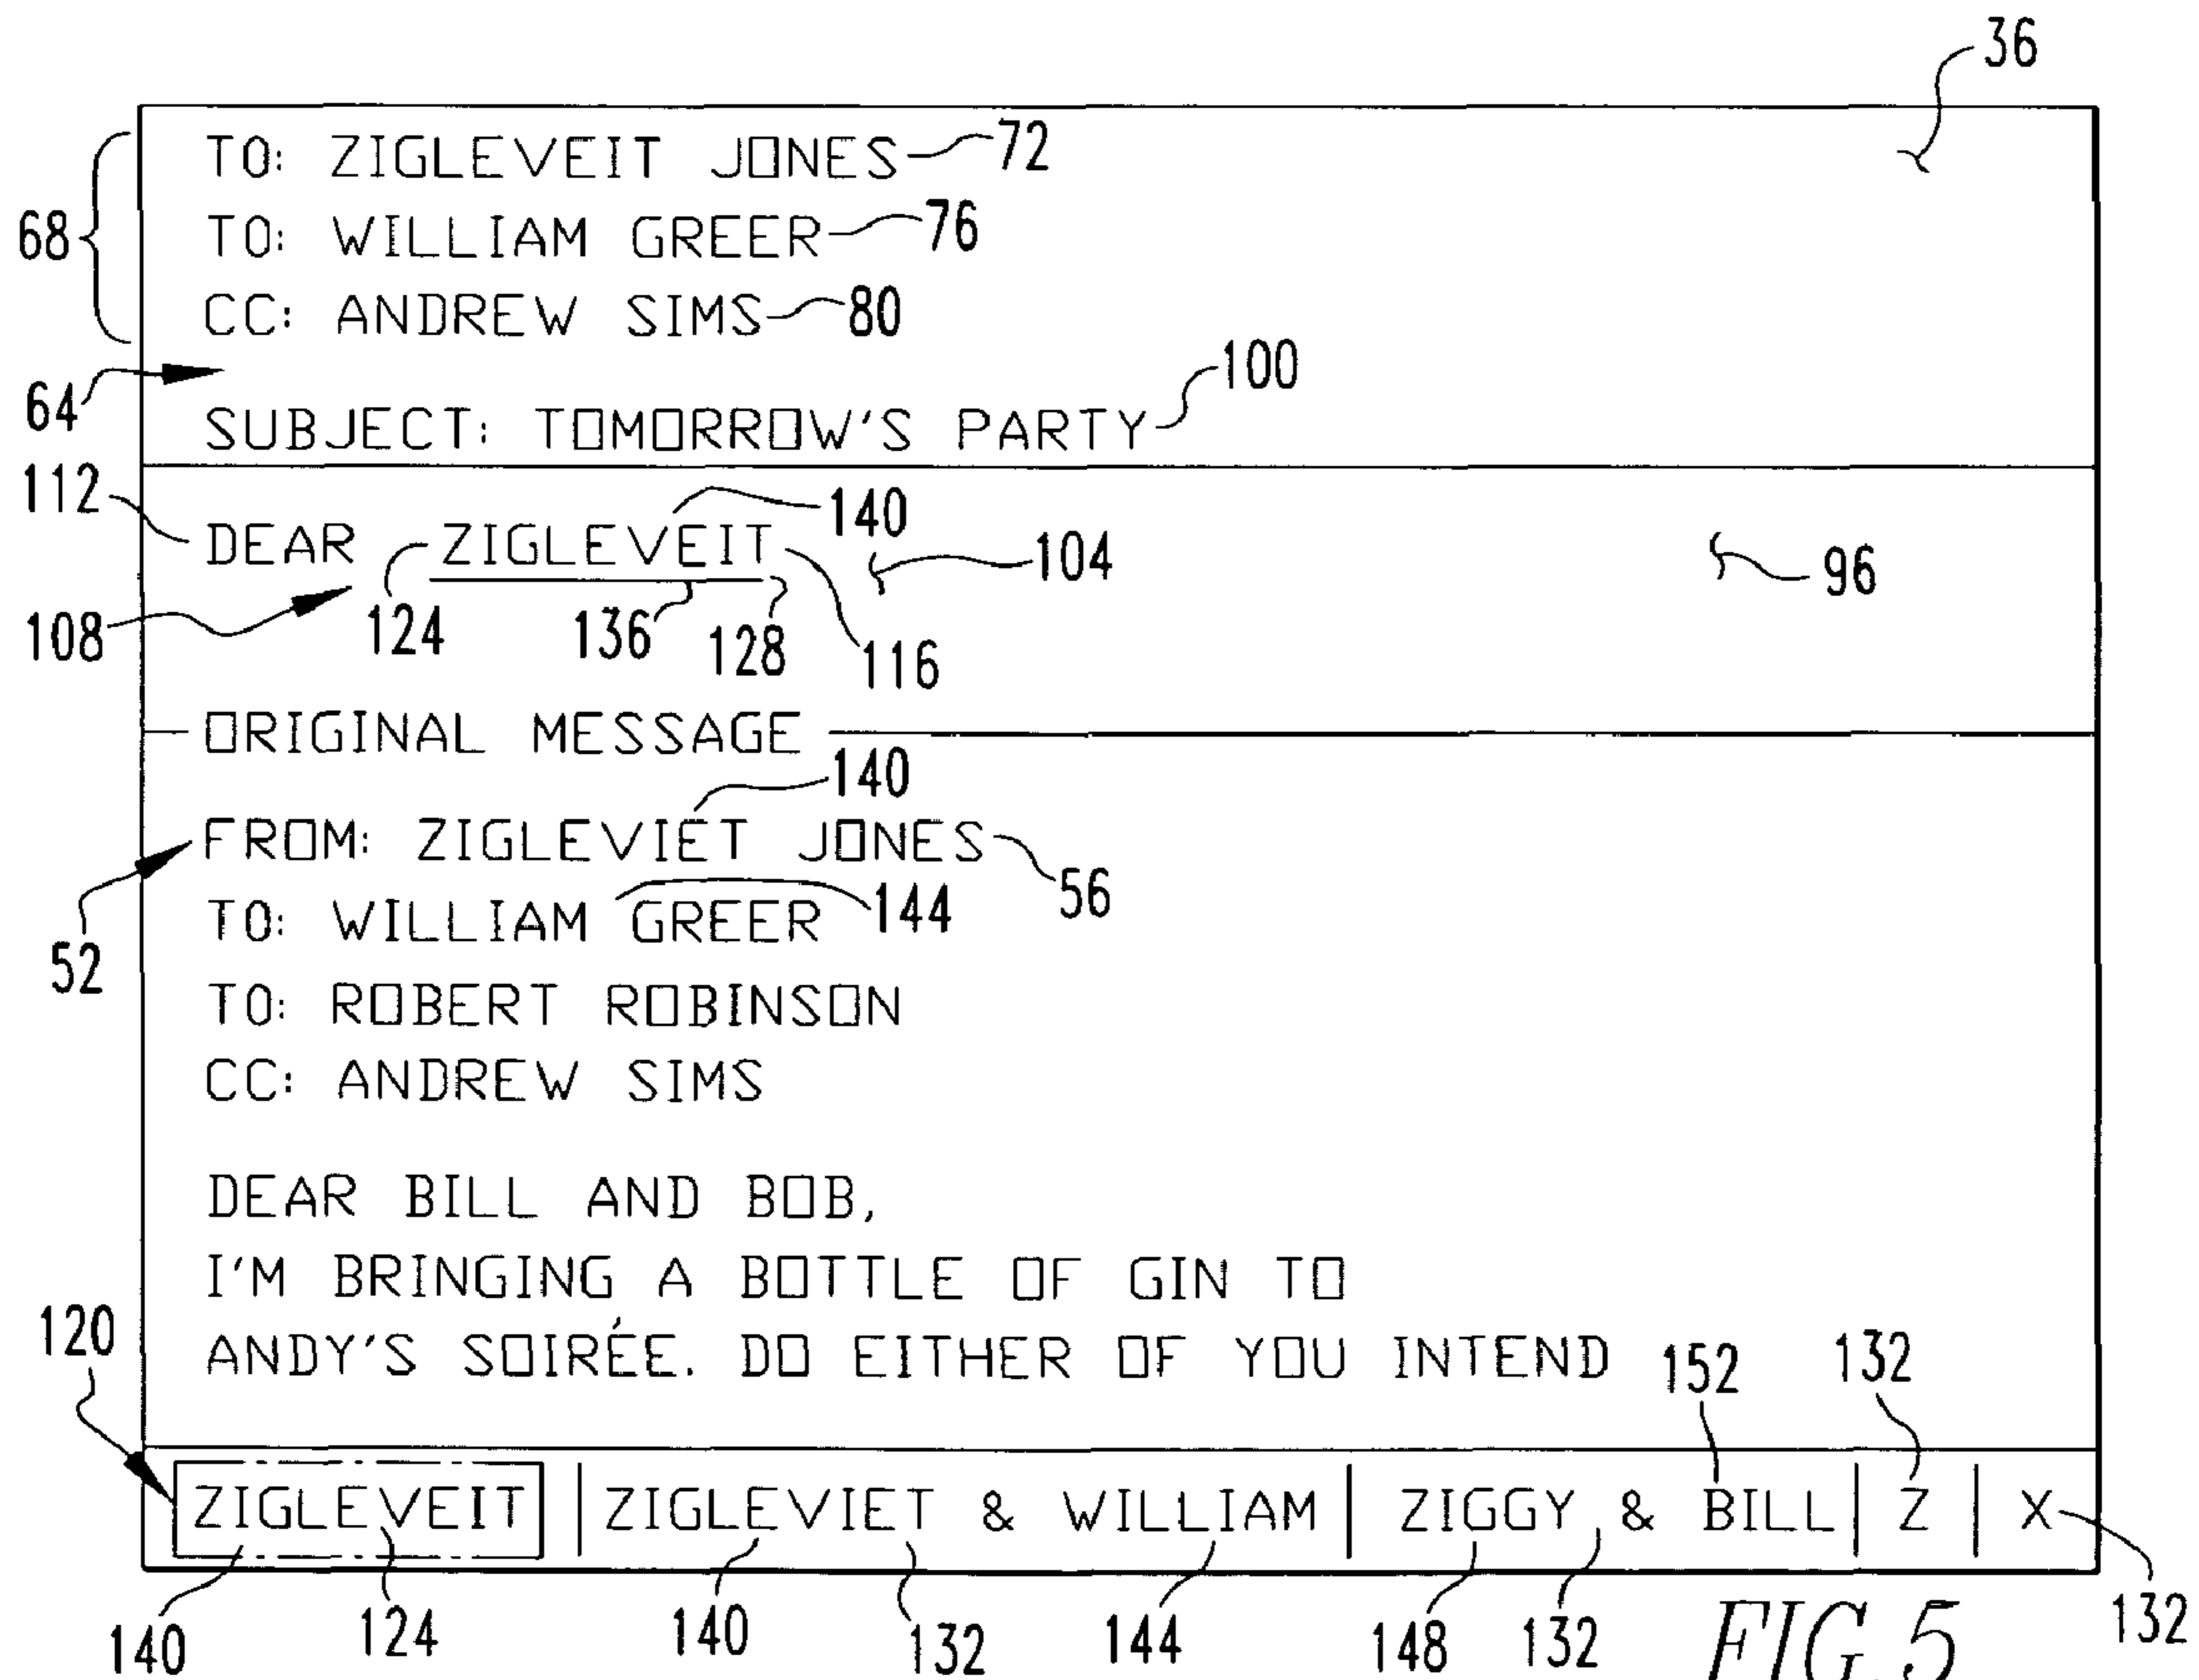 36
TO: ZIGLEVEIT JONES 72
68 TO: WILLIAM GREER 76
CC: ANDREW SIMS 80
64 100
SUBJECT: TOMORROW'S PARTY
112 140
DEAR ZIGLEVEIT 104 96
108 124 136 128 116
ORIGINAL MESSAGE
140
FROM: ZIGLEVIET JONES 56
TO: WILLIAM GREER 144
52
TO: ROBERT ROBINSON
CC: ANDREW SIMS
DEAR BILL AND BOB,
I'M BRINGING A BOTTLE OF GIN TO
120 ANDY'S SOIRÉE. DO EITHER OF YOU INTEND 152 132
ZIGLEVEIT | ZIGLEVIET & WILLIAM | ZIGGY & BILL | Z | X
140 124 140 132 144 148 132 FIG.5 132